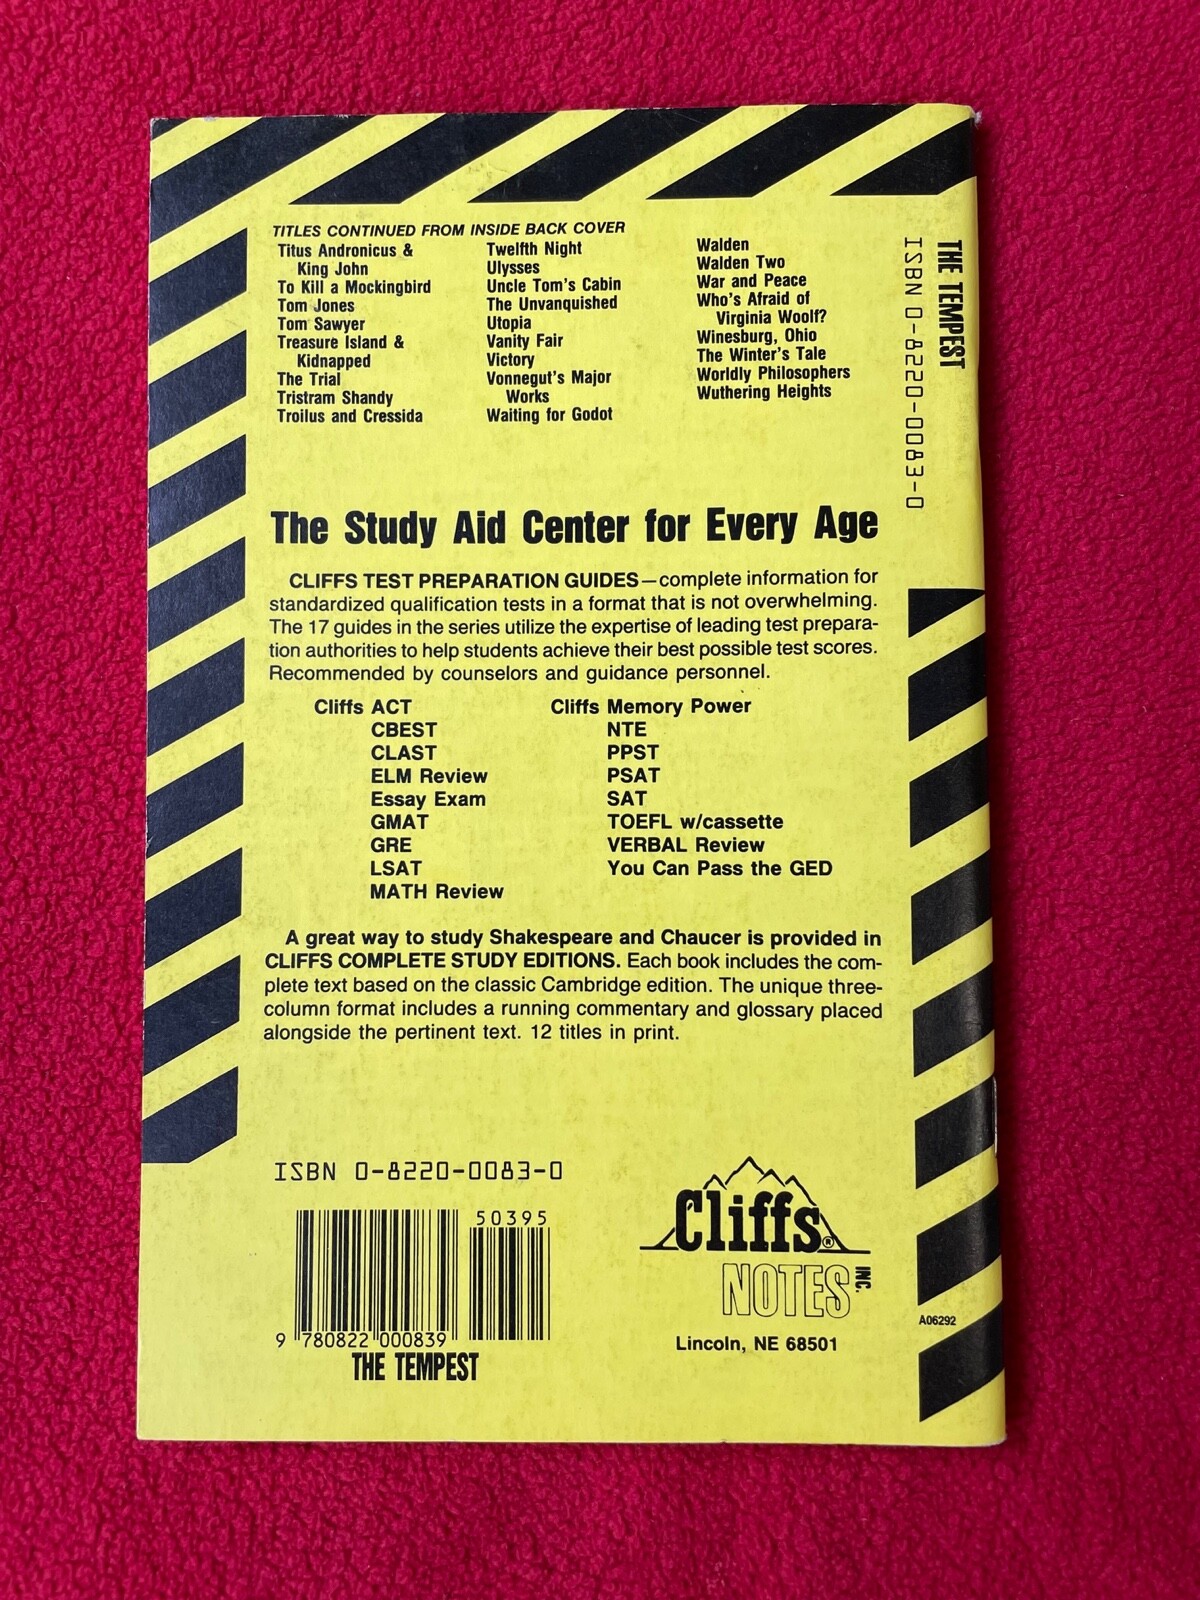 TITLES CONTINUED FROM INSIDE BACK COVER
Titus Andronicus &
King John
To Kill a Mockingbird
Tom Jones
Tom Sawyer
Treasure Island &
Kidnapped
The Trial
Tristram Shandy
Troilus and Cressida
Twelfth Night
Ulysses
Uncle Tom's Cabin
The Unvanquished
Utopia
Vanity Fair
Victory
Vonnegut's Major
Works
Waiting for Godot
Walden
Walden Two
War and Peace
Who's Afraid of
Virginia Woolf?
Winesburg, Ohio
The Winter's Tale
Worldly Philosophers
Wuthering Heights
THE TEMPEST
ISBN 0-8220-0083-0
The Study Aid Center for Every Age
CLIFFS TEST PREPARATION GUIDES—complete information for
standardized qualification tests in a format that is not overwhelming.
The 17 guides in the series utilize the expertise of leading test prepara-
tion authorities to help students achieve their best possible test scores.
Recommended by counselors and guidance personnel.
Cliffs ACT
CBEST
CLAST
ELM Review
Essay Exam
GMAT
GRE
LSAT
MATH Review
Cliffs Memory Power
NTE
PPST
PSAT
SAT
TOEFL w/cassette
VERBAL Review
You Can Pass the GED
A great way to study Shakespeare and Chaucer is provided in
CLIFFS COMPLETE STUDY EDITIONS. Each book includes the com-
plete text based on the classic Cambridge edition. The unique three-
column format includes a running commentary and glossary placed
alongside the pertinent text. 12 titles in print.
ISBN 0-8220-0083-0
50395
9 780822 000839
THE TEMPEST
Cliffs®
NOTES INC.
Lincoln, NE 68501
A06292